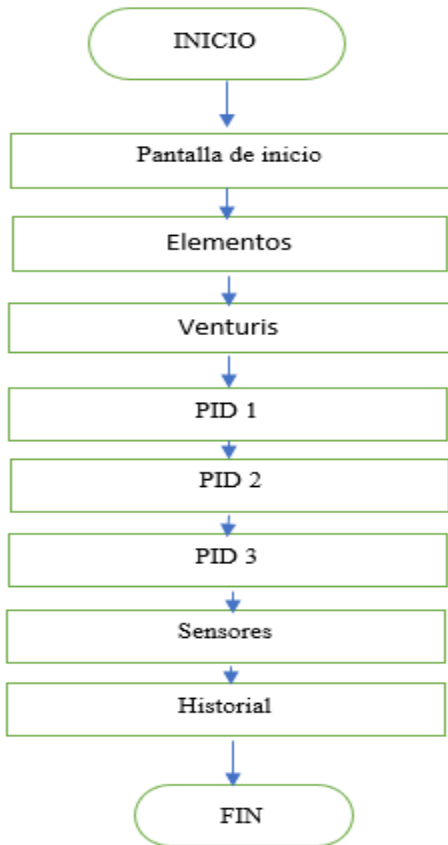 INICIO
Pantalla de inicio
Elementos
Venturis
PID 1
PID 2
PID 3
Sensores
Historial
FIN